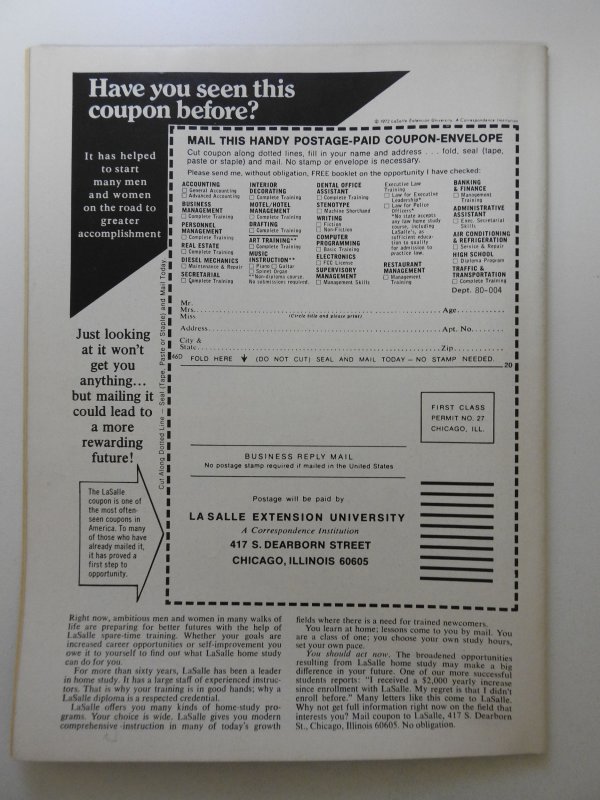 Have you seen this
coupon before?
© 1972 LaSalle Extension University, A Correspondence Institution
It has helped
to start
many men
and women
on the road to
greater
accomplishment
MAIL THIS HANDY POSTAGE-PAID COUPON-ENVELOPE
Cut coupon along dotted lines, fill in your name and address . . . fold, seal (tape,
paste or staple) and mail. No stamp or envelope is necessary.
Please send me, without obligation, FREE booklet on the opportunity I have checked:
ACCOUNTING
General Accounting
Advanced Accounting
BUSINESS
MANAGEMENT
Complete Training
PERSONNEL
MANAGEMENT
Complete Training
REAL ESTATE
Complete Training
DIESEL MECHANICS
Maintenance & Repair
SECRETARIAL
Complete Training
INTERIOR
DECORATING
Complete Training
MOTEL/HOTEL
MANAGEMENT
Complete Training
DRAFTING
Complete Training
ART TRAINING**
Complete Training
MUSIC
INSTRUCTION**
Piano Guitar
Spinet Organ
**Non-diploma course.
No submissions required.
DENTAL OFFICE
ASSISTANT
Complete Training
STENOTYPE
Machine Shorthand
WRITING
Fiction
Non-Fiction
COMPUTER
PROGRAMMING
Basic Training
ELECTRONICS
FCC License
SUPERVISORY
MANAGEMENT
Management Skills
Executive Law
Training
Law for Executive
Leadership*
Law for Police
Officers*
*No state accepts
any law home study
course, including
LaSalle's, as
sufficient educa-
tion to qualify
for admission to
practice law.
RESTAURANT
MANAGEMENT
Management
Training
BANKING
& FINANCE
Management
Training
ADMINISTRATIVE
ASSISTANT
Exec. Secretarial
Skills
AIR CONDITIONING
& REFRIGERATION
Service & Repair
HIGH SCHOOL
Diploma Program
TRAFFIC &
TRANSPORTATION
Complete Training
Dept. 80-004
Mr.
Mrs.
Miss
(Circle title and please print)
Age
Address
Apt. No.
City &
State
Zip
46D FOLD HERE (DO NOT CUT) SEAL AND MAIL TODAY – NO STAMP NEEDED. 20
Cut Along Dotted Line – Seal (Tape, Paste or Staple) and Mail Today.
Just looking
at it won't
get you
anything...
but mailing it
could lead to
a more
rewarding
future!
The LaSalle
coupon is one of
the most often-
seen coupons in
America. To many
of those who have
already mailed it,
it has proved a
first step to
opportunity.
FIRST CLASS
PERMIT NO. 27
CHICAGO, ILL.
BUSINESS REPLY MAIL
No postage stamp required if mailed in the United States
Postage will be paid by
LA SALLE EXTENSION UNIVERSITY
A Correspondence Institution
417 S. DEARBORN STREET
CHICAGO, ILLINOIS 60605
Right now, ambitious men and women in many walks of
life are preparing for better futures with the help of
LaSalle spare-time training. Whether your goals are
increased career opportunities or self-improvement you
owe it to yourself to find out what LaSalle home study
can do for you.
For more than sixty years, LaSalle has been a leader
in home study. It has a large staff of experienced instruc-
tors. That is why your training is in good hands; why a
LaSalle diploma is a respected credential.
LaSalle offers you many kinds of home-study pro-
grams. Your choice is wide. LaSalle gives you modern
comprehensive instruction in many of today's growth
fields where there is a need for trained newcomers.
You learn at home; lessons come to you by mail. You
are a class of one; you choose your own study hours,
set your own pace.
You should act now. The broadened opportunities
resulting from LaSalle home study may make a big
difference in your future. One of our more successful
students reports: "I received a $2,000 yearly increase
since enrollment with LaSalle. My regret is that I didn't
enroll before." Many letters like this come to LaSalle.
Why not get full information right now on the field that
interests you? Mail coupon to LaSalle, 417 S. Dearborn
St., Chicago, Illinois 60605. No obligation.